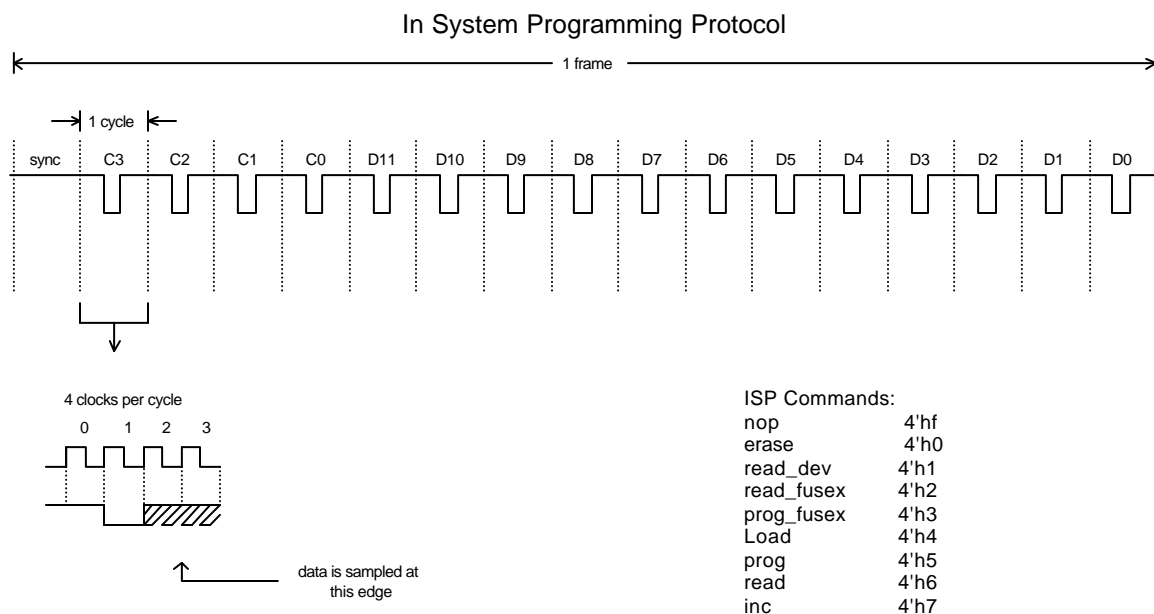 In System Programming Protocol
1 frame
1 cycle
sync C3 C2 C1 C0 D11 D10 D9 D8 D7 D6 D5 D4 D3 D2 D1 D0
4 clocks per cycle
0 1 2 3
data is sampled at
this edge
ISP Commands:
nop 4'hf
erase 4'h0
read_dev 4'h1
read_fusex 4'h2
prog_fusex 4'h3
Load 4'h4
prog 4'h5
read 4'h6
inc 4'h7